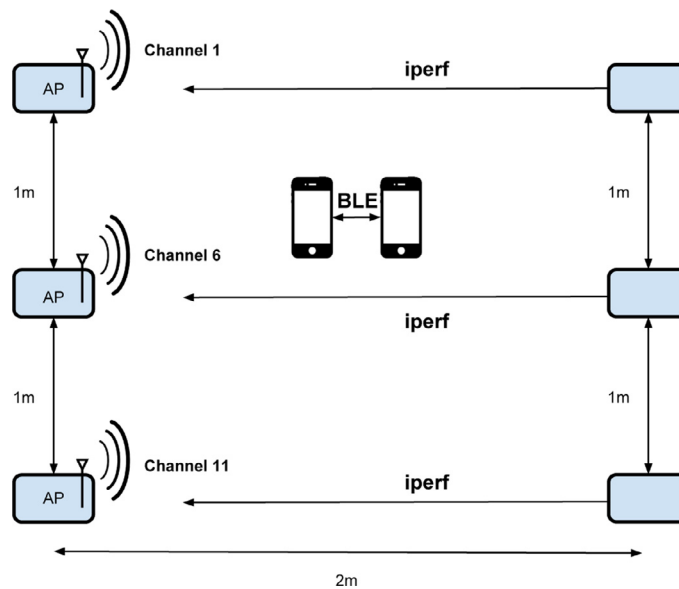 Channel 1
iperf
AP
1m
1m
BLE
Channel 6
AP
iperf
1m
1m
Channel 11
iperf
AP
2m